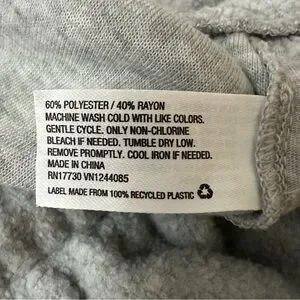 60% POLYESTER / 40% RAYON
MACHINE WASH COLD WITH LIKE COLORS.
GENTLE CYCLE. ONLY NON-CHLORINE
BLEACH IF NEEDED. TUMBLE DRY LOW.
REMOVE PROMPTLY. COOL IRON IF NEEDED.
MADE IN CHINA
RN17730 VN1244085
LABEL MADE FROM 100% RECYCLED PLASTIC